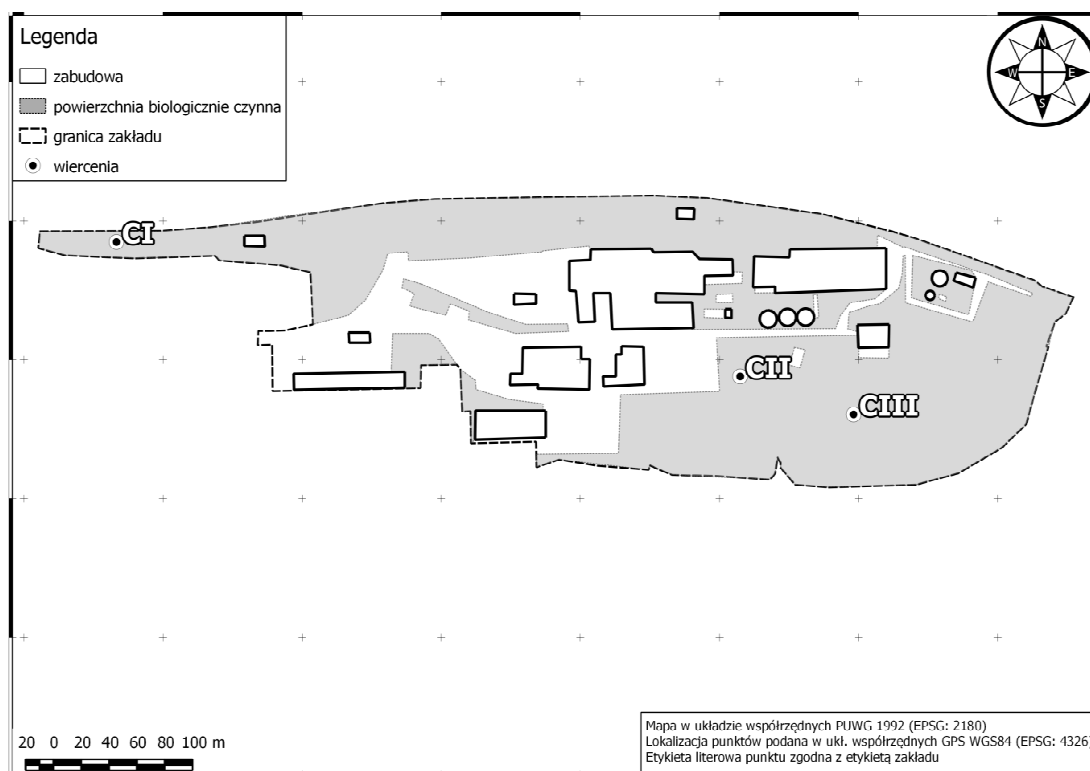 Legenda
zabudowa
powierzchnia biologicznie czynna
granica zakładu
wiercenia
N
W
E
S
CI
CII
CIII
20 0 20 40 60 80 100 m
Mapa w układzie współrzędnych PUWG 1992 (EPSG: 2180)
Lokalizacja punktów podana w ukł. współrzędnych GPS WGS84 (EPSG: 4326)
Etykieta literowa punktu zgodna z etykietą zakładu